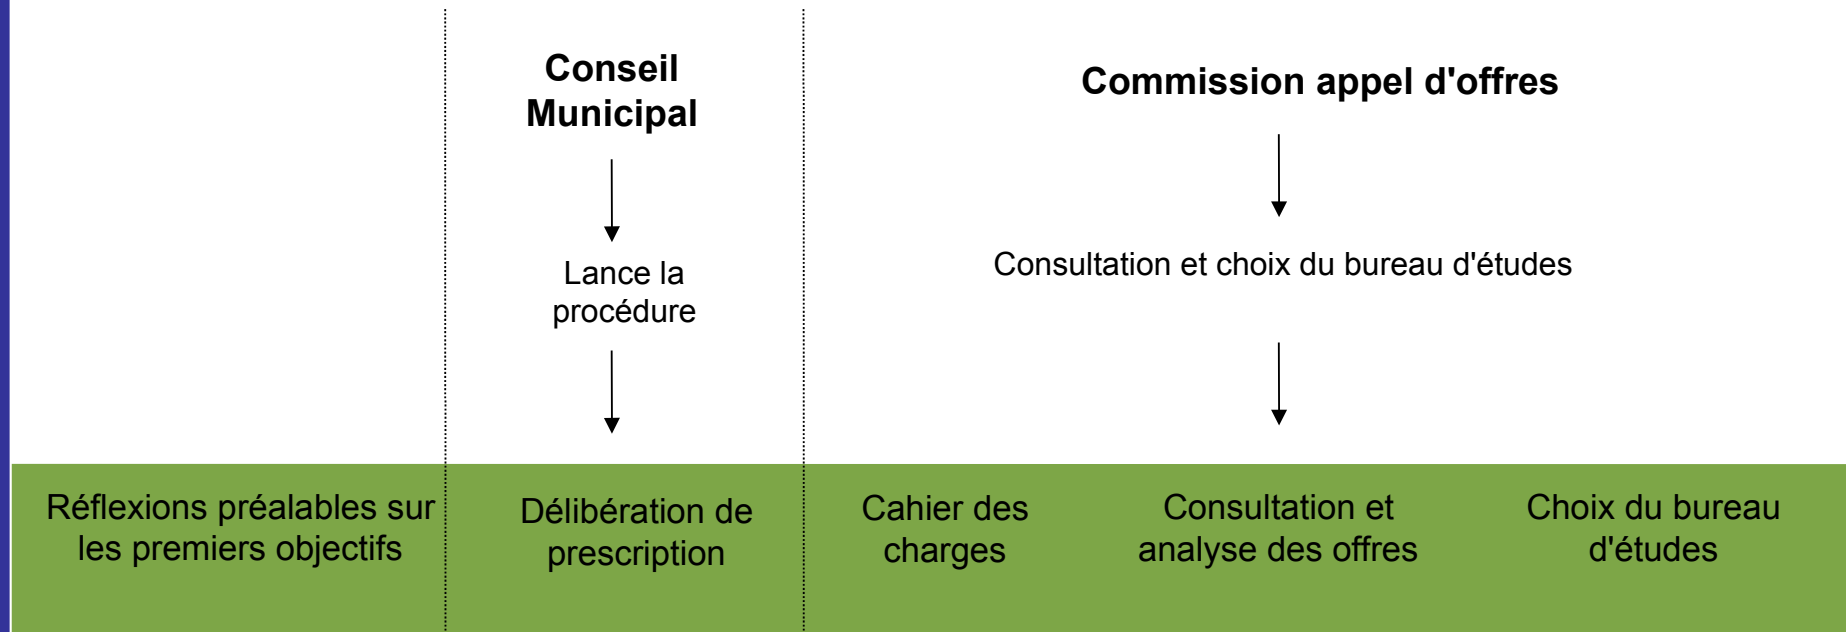 Conseil
Municipal
Commission appel d'offres
Lance la
procédure
Consultation et choix du bureau d'études
Réflexions préalables sur
les premiers objectifs
Délibération de
prescription
Cahier des
charges
Consultation et
analyse des offres
Choix du bureau
d'études